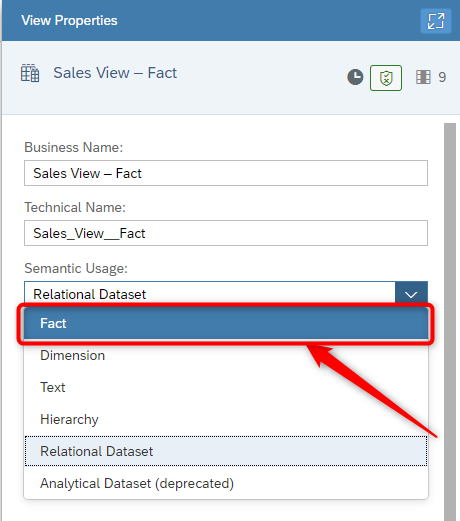 View Properties
Sales View – Fact
9
Business Name:
Sales View – Fact
Technical Name:
Sales_View__Fact
Semantic Usage:
Relational Dataset
Fact
Dimension
Text
Hierarchy
Relational Dataset
Analytical Dataset (deprecated)